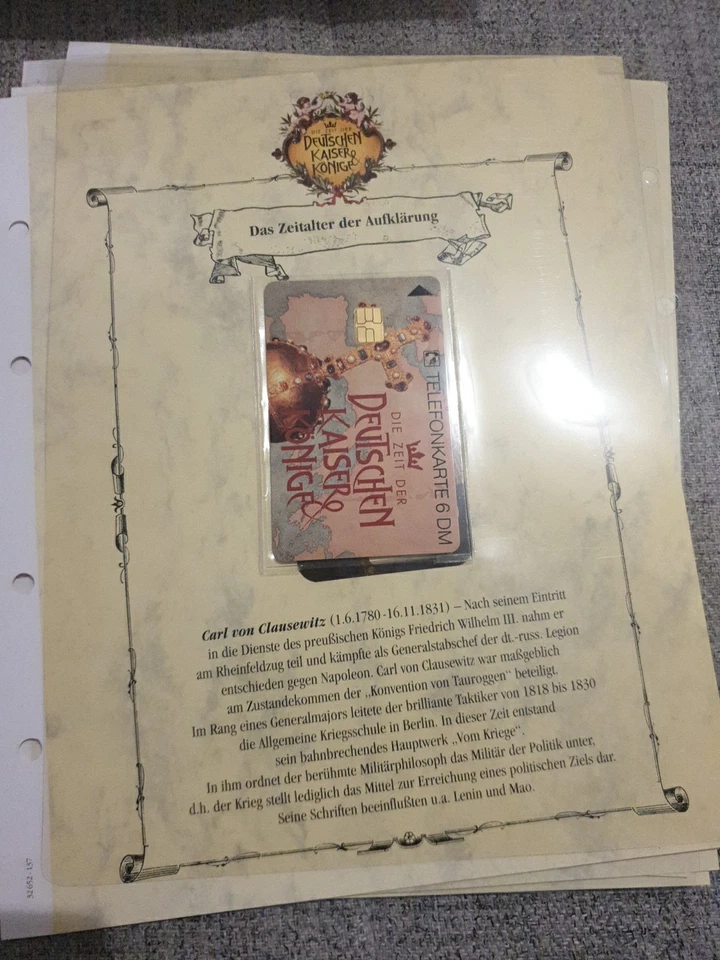 DIE ZEIT DER
DEUTSCHEN
KAISER &
KÖNIGE
Das Zeitalter der Aufklärung
TELEFONKARTE 6 DM
DIE ZEIT DER
DEUTSCHEN
KAISER &
KÖNIGE
Carl von Clausewitz (1.6.1780-16.11.1831) – Nach seinem Eintritt
in die Dienste des preußischen Königs Friedrich Wilhelm III. nahm er
am Rheinfeldzug teil und kämpfte als Generalstabschef der dt.-russ. Legion
entschieden gegen Napoleon. Carl von Clausewitz war maßgeblich
am Zustandekommen der „Konvention von Tauroggen“ beteiligt.
Im Rang eines Generalmajors leitete der brilliante Taktiker von 1818 bis 1830
die Allgemeine Kriegsschule in Berlin. In dieser Zeit entstand
sein bahnbrechendes Hauptwerk „Vom Kriege“.
In ihm ordnet der berühmte Militärphilosoph das Militär der Politik unter,
d.h. der Krieg stellt lediglich das Mittel zur Erreichung eines politischen Ziels dar.
Seine Schriften beeinflußten u.a. Lenin und Mao.